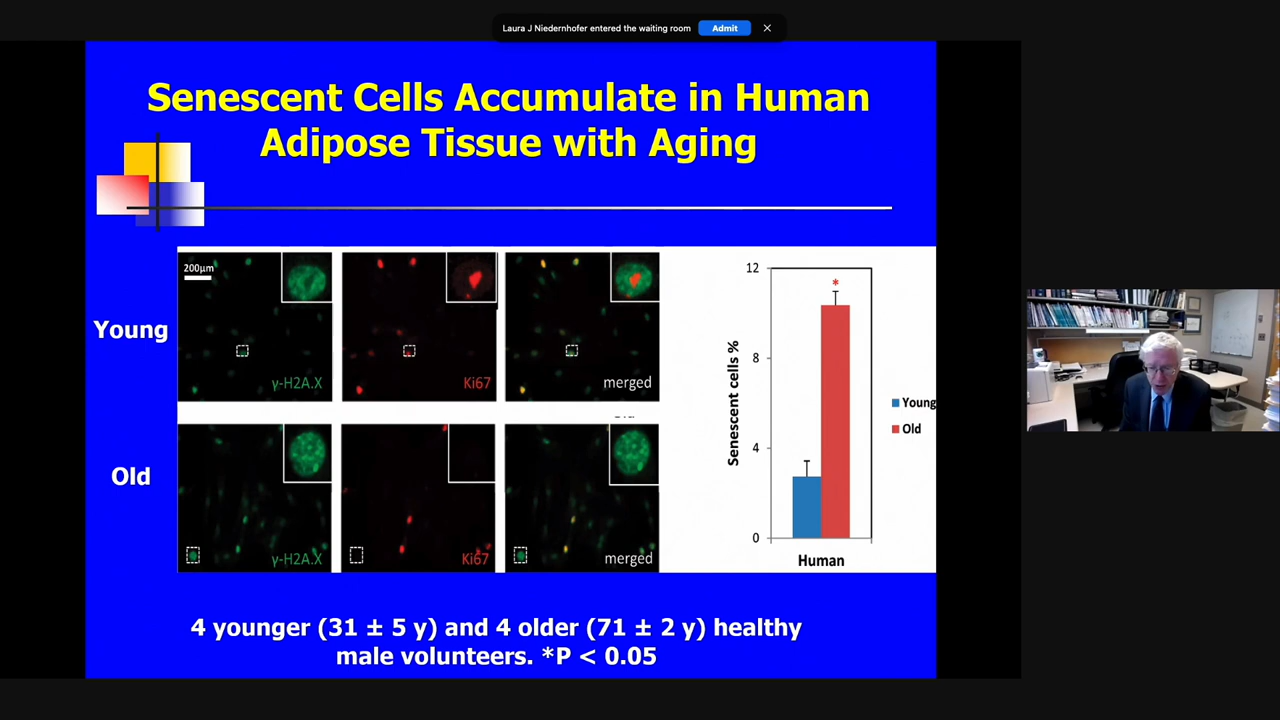 Laura J Niedernhofer entered the waiting room Admit
Senescent Cells Accumulate in Human
Adipose Tissue with Aging
Young
200µm
γ-H2A.X
Ki67
merged
Old
γ-H2A.X
Ki67
merged
12
8
4
0
Senescent cells %
*
Human
Young
Old
4 younger (31 ± 5 y) and 4 older (71 ± 2 y) healthy
male volunteers. *P < 0.05